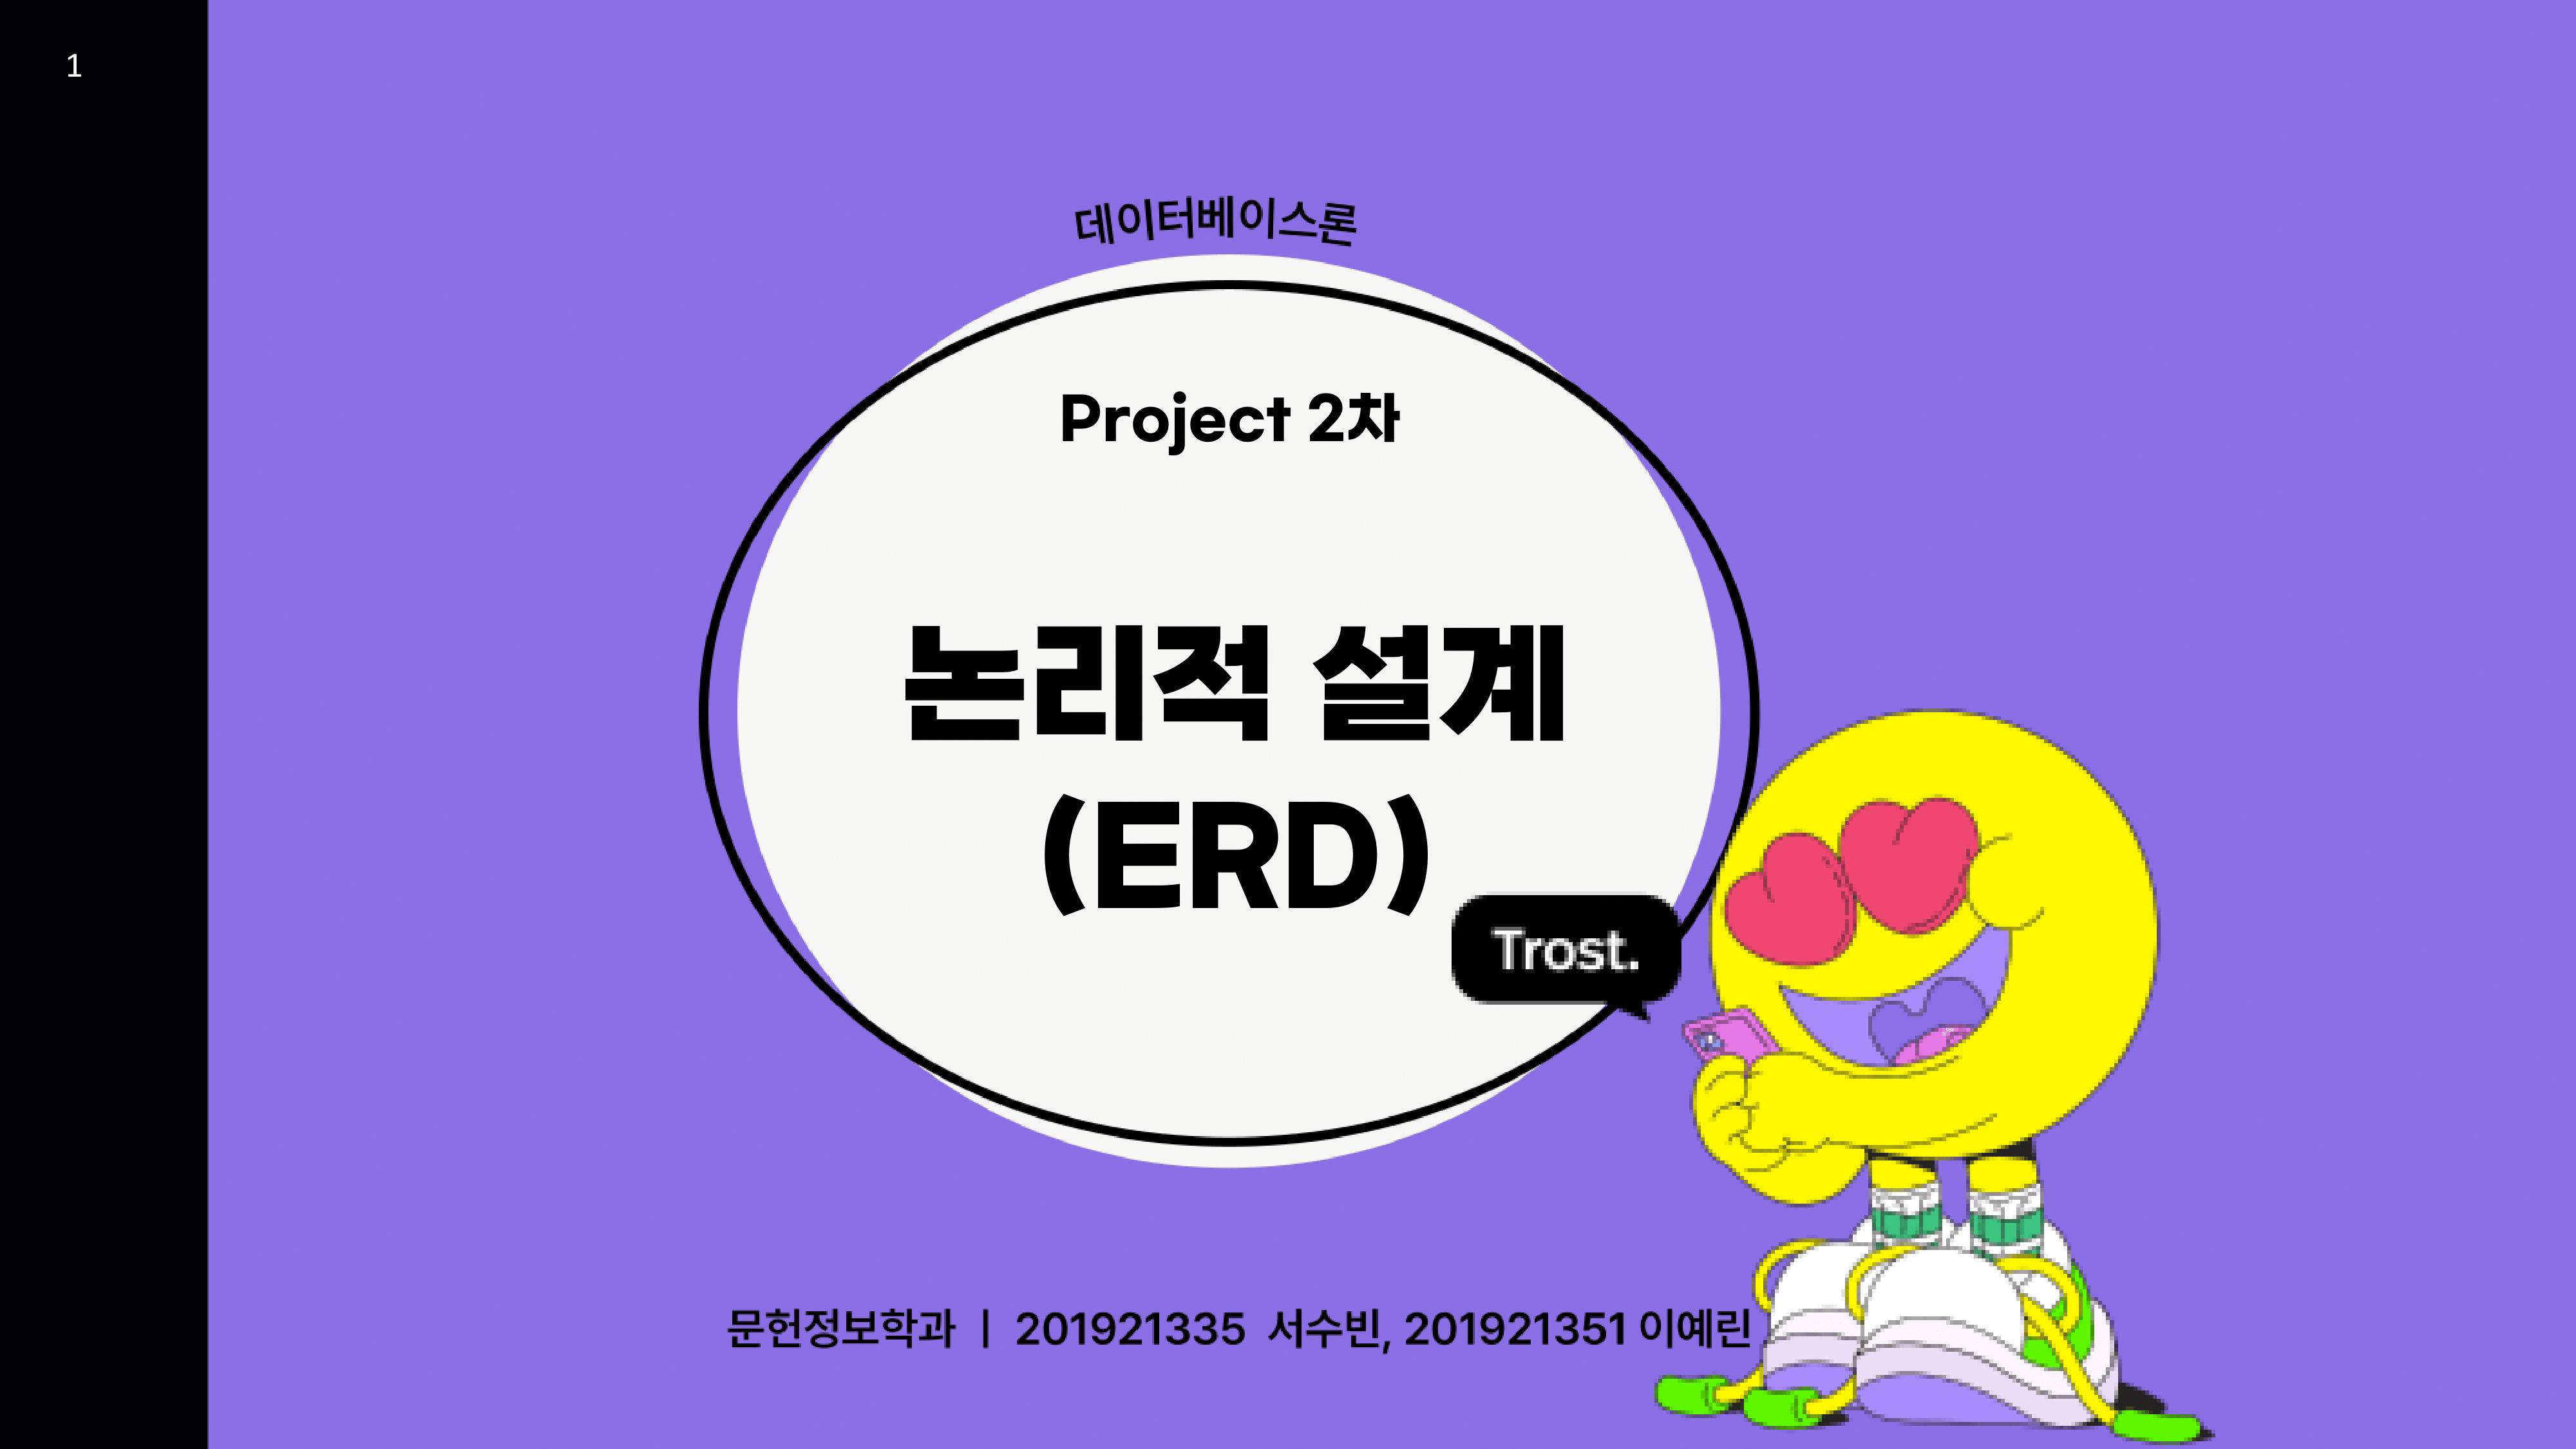 1
데이터베이스론
Project 2차
논리적 설계
(ERD)
Trost.
문헌정보학과 | 201921335 서수빈, 201921351 이예린